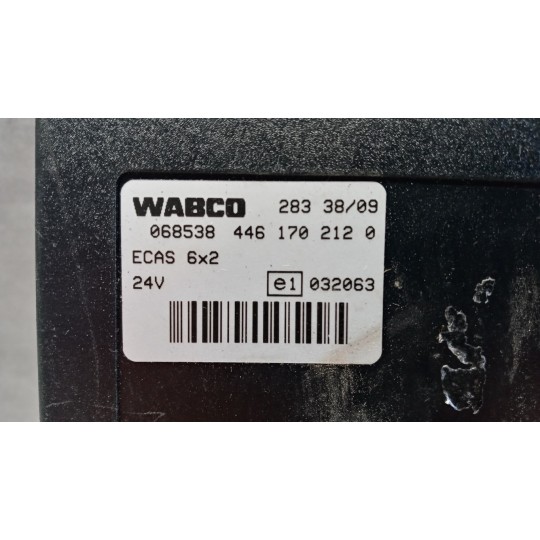 WABCO 283 38/09
068538 446 170 212 0
ECAS 6x2
24V e1 032063